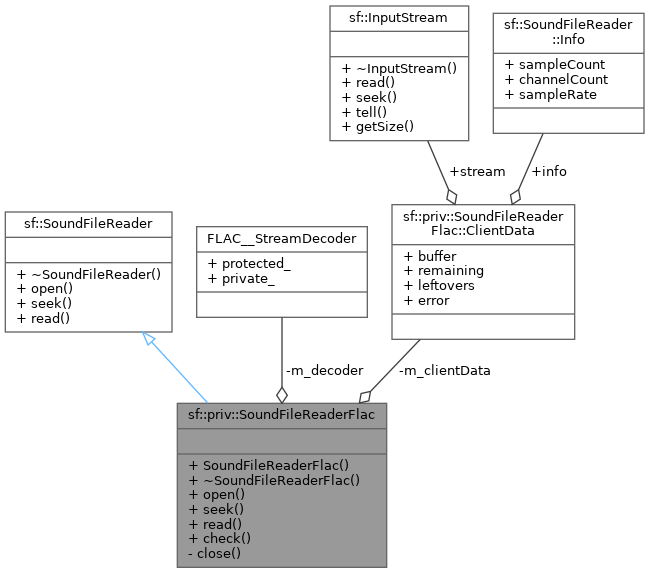 sf::InputStream
+ ~InputStream()
+ read()
+ seek()
+ tell()
+ getSize()
sf::SoundFileReader
::Info
+ sampleCount
+ channelCount
+ sampleRate
+stream
+info
sf::SoundFileReader
+ ~SoundFileReader()
+ open()
+ seek()
+ read()
FLAC__StreamDecoder
+ protected_
+ private_
sf::priv::SoundFileReader
Flac::ClientData
+ buffer
+ remaining
+ leftovers
+ error
-m_decoder
-m_clientData
sf::priv::SoundFileReaderFlac
+ SoundFileReaderFlac()
+ ~SoundFileReaderFlac()
+ open()
+ seek()
+ read()
+ check()
- close()